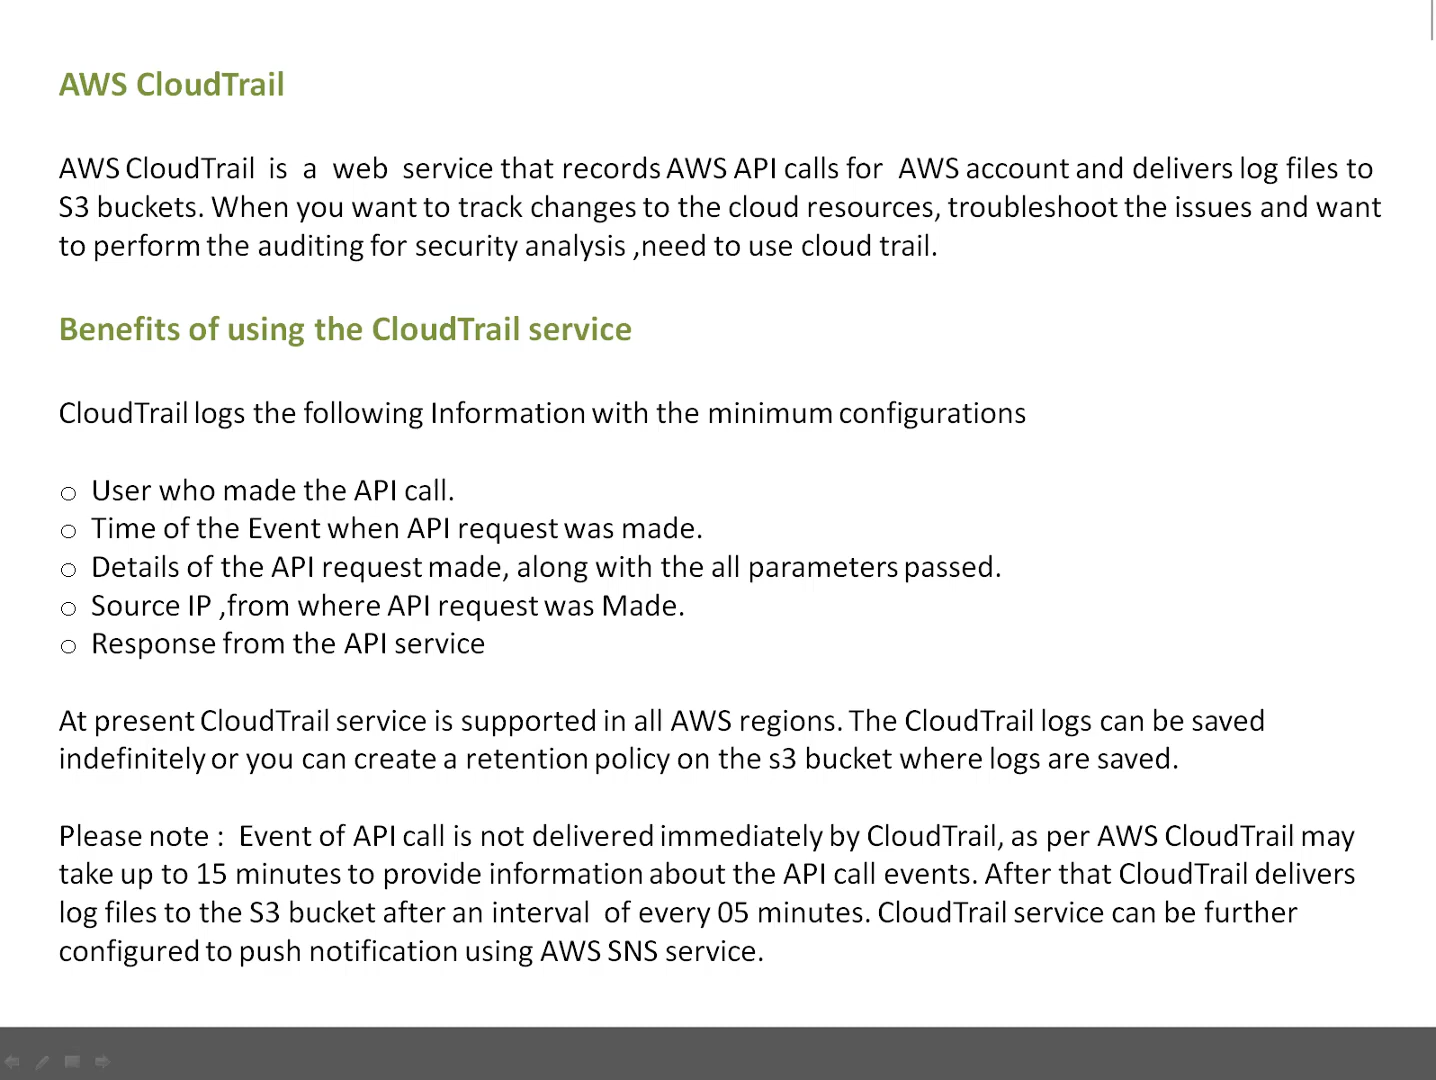 AWS CloudTrail
AWS CloudTrail is a web service that records AWS API calls for AWS account and delivers log files to
S3 buckets. When you want to track changes to the cloud resources, troubleshoot the issues and want
to perform the auditing for security analysis ,need to use cloud trail.
Benefits of using the CloudTrail service
CloudTrail logs the following Information with the minimum configurations
o User who made the API call.
o Time of the Event when API request was made.
o Details of the API request made, along with the all parameters passed.
o Source IP ,from where API request was Made.
o Response from the API service
At present CloudTrail service is supported in all AWS regions. The CloudTrail logs can be saved
indefinitely or you can create a retention policy on the s3 bucket where logs are saved.
Please note : Event of API call is not delivered immediately by CloudTrail, as per AWS CloudTrail may
take up to 15 minutes to provide information about the API call events. After that CloudTrail delivers
log files to the S3 bucket after an interval of every 05 minutes. CloudTrail service can be further
configured to push notification using AWS SNS service.